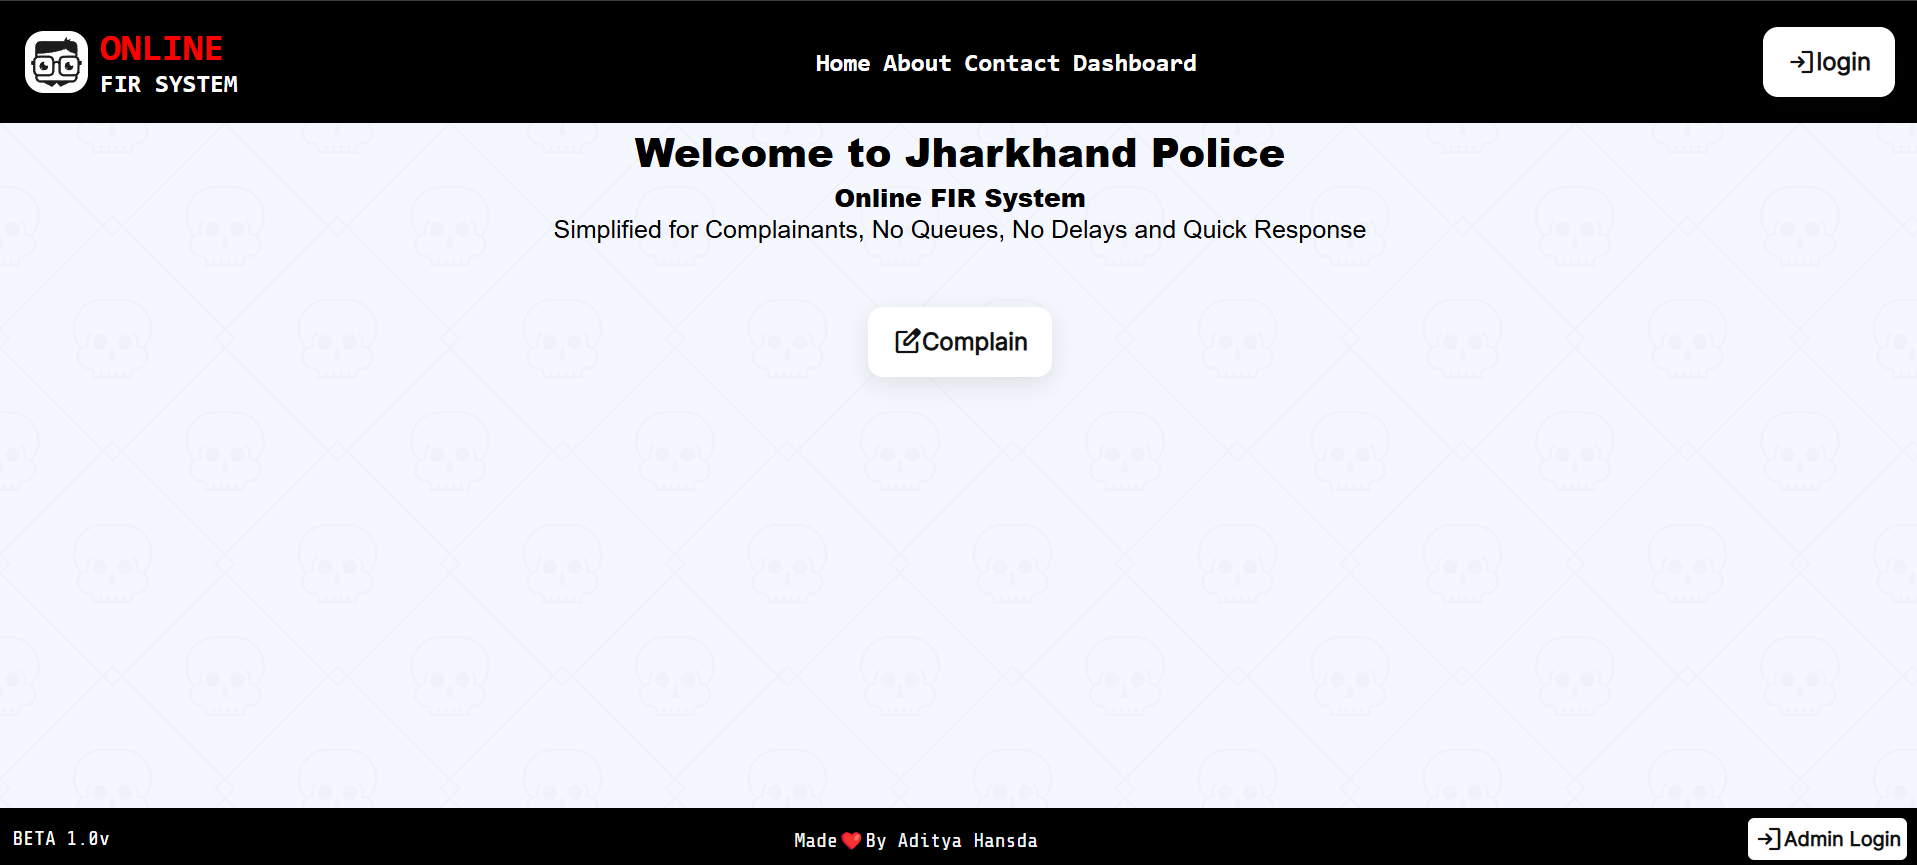 ONLINE
FIR SYSTEM
Home About Contact Dashboard
login
Welcome to Jharkhand Police
Online FIR System
Simplified for Complainants, No Queues, No Delays and Quick Response
Complain
BETA 1.0v
Made❤️By Aditya Hansda
Admin Login